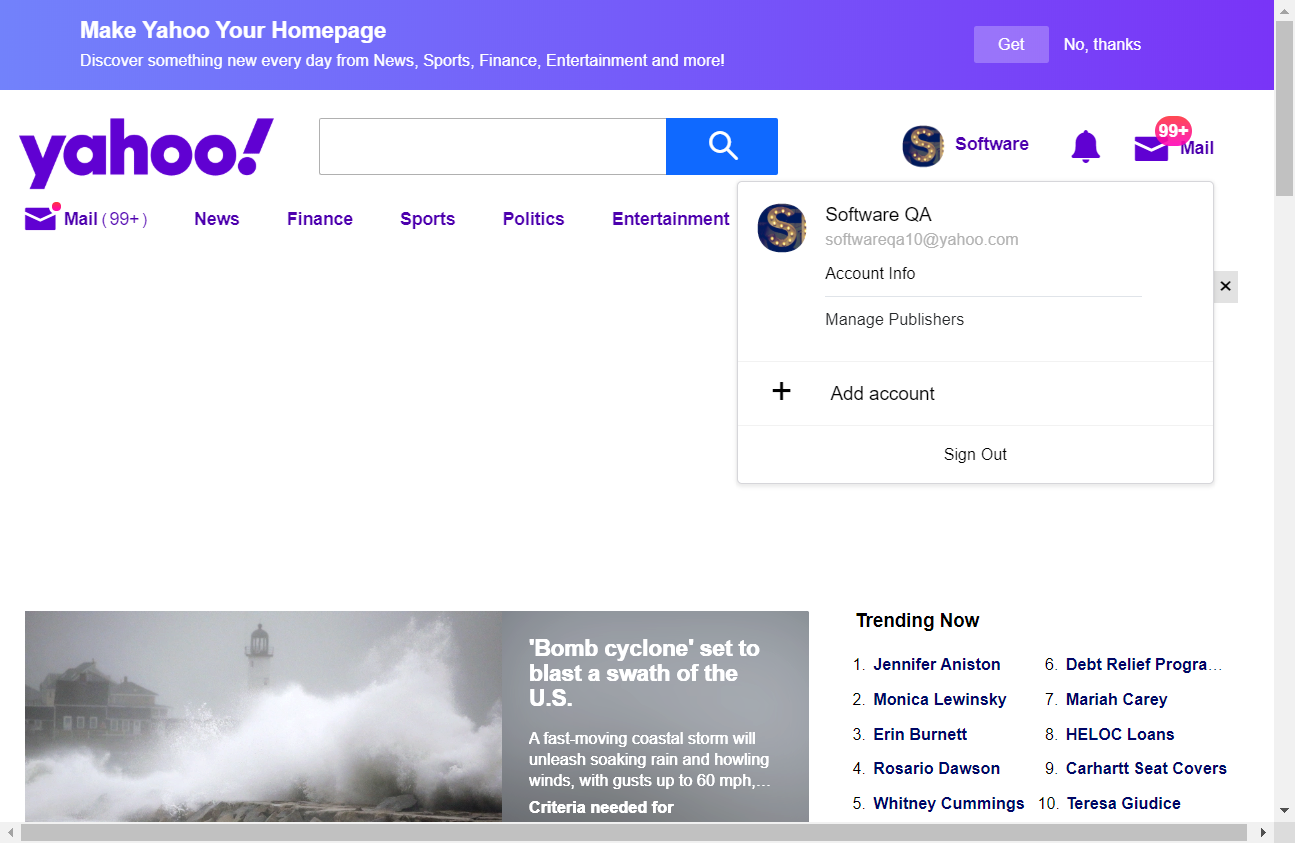 Make Yahoo Your Homepage
Discover something new every day from News, Sports, Finance, Entertainment and more!
Get
No, thanks
yahoo!
S
Software
99+
Mail
Mail (99+)
News
Finance
Sports
Politics
Entertainment
S
Software QA
softwareqa10@yahoo.com
Account Info
Manage Publishers
Add account
Sign Out
'Bomb cyclone' set to
blast a swath of the
U.S.
A fast-moving coastal storm will
unleash soaking rain and howling
winds, with gusts up to 60 mph,...
Criteria needed for
Trending Now
1. Jennifer Aniston
2. Monica Lewinsky
3. Erin Burnett
4. Rosario Dawson
5. Whitney Cummings
6. Debt Relief Progra...
7. Mariah Carey
8. HELOC Loans
9. Carhartt Seat Covers
10. Teresa Giudice